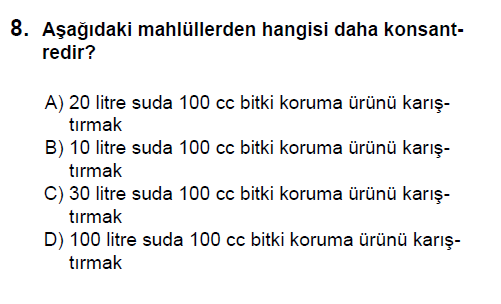 8. Aşağıdaki mahlüllerden hangisi daha konsant-
redir?
A) 20 litre suda 100 cc bitki koruma ürünü karış-
tırmak
B) 10 litre suda 100 cc bitki koruma ürünü karış-
tırmak
C) 30 litre suda 100 cc bitki koruma ürünü karış-
tırmak
D) 100 litre suda 100 cc bitki koruma ürünü karış-
tırmak